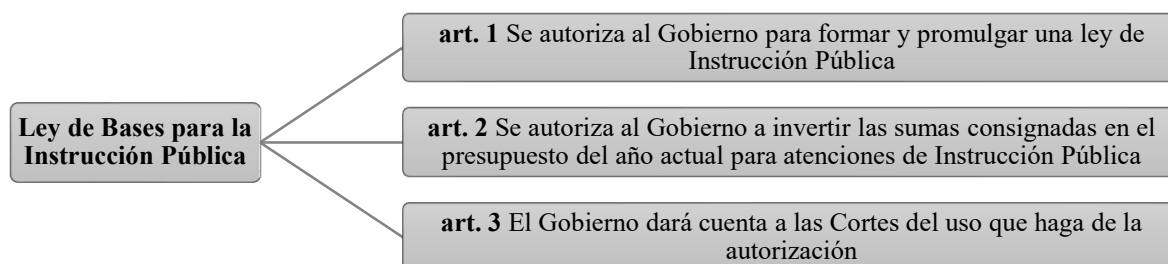 Ley de Bases para la
Instrucción Pública
art. 1 Se autoriza al Gobierno para formar y promulgar una ley de
Instrucción Pública
art. 2 Se autoriza al Gobierno a invertir las sumas consignadas en el
presupuesto del año actual para atenciones de Instrucción Pública
art. 3 El Gobierno dará cuenta a las Cortes del uso que haga de la
autorización